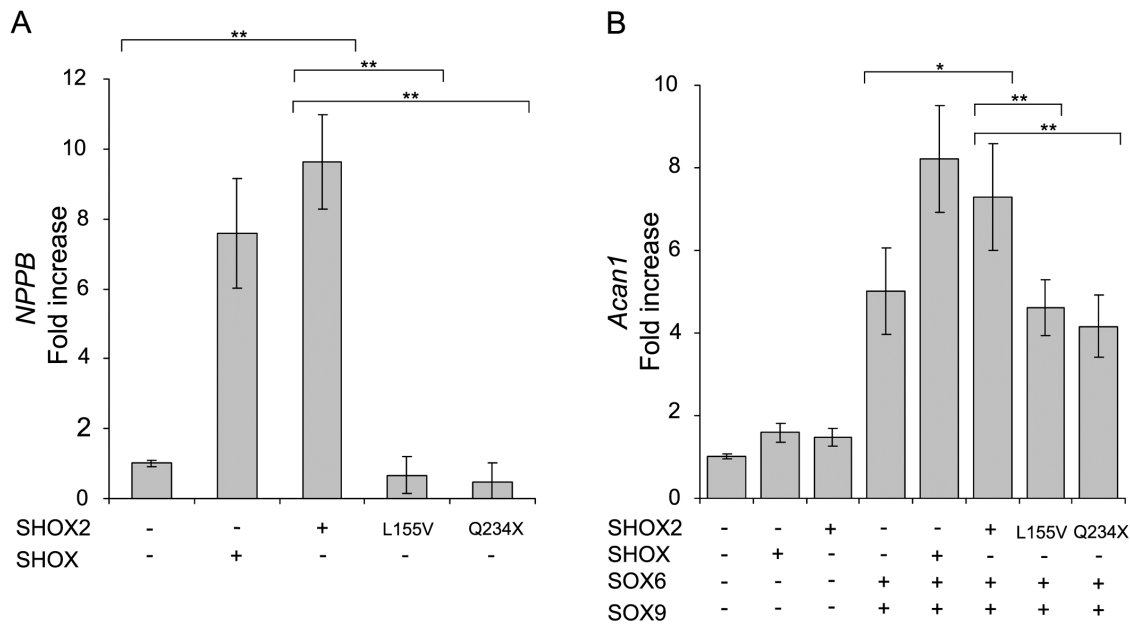 A
**
**
**
12
10
8
6
4
2
0
NPPB
Fold increase
SHOX2 - - + L155V Q234X
SHOX - + - - -
B
*
**
**
10
8
6
4
2
0
Acan1
Fold increase
SHOX2 - - + - - + L155V Q234X
SHOX - + - - + - - -
SOX6 - - - + + + + +
SOX9 - - - + + + + +